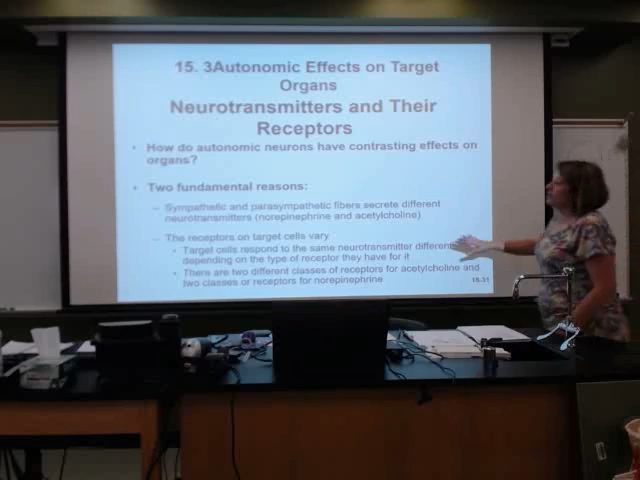 15. 3Autonomic Effects on Target
Organs
Neurotransmitters and Their
Receptors
• How do autonomic neurons have contrasting effects on
organs?
• Two fundamental reasons:
– Sympathetic and parasympathetic fibers secrete different
neurotransmitters (norepinephrine and acetylcholine)
– The receptors on target cells vary
• Target cells respond to the same neurotransmitter
depending on the type of receptor they have for it
• There are two different classes of receptors for acetylcholine and
two classes or receptors for norepinephrine
15-31